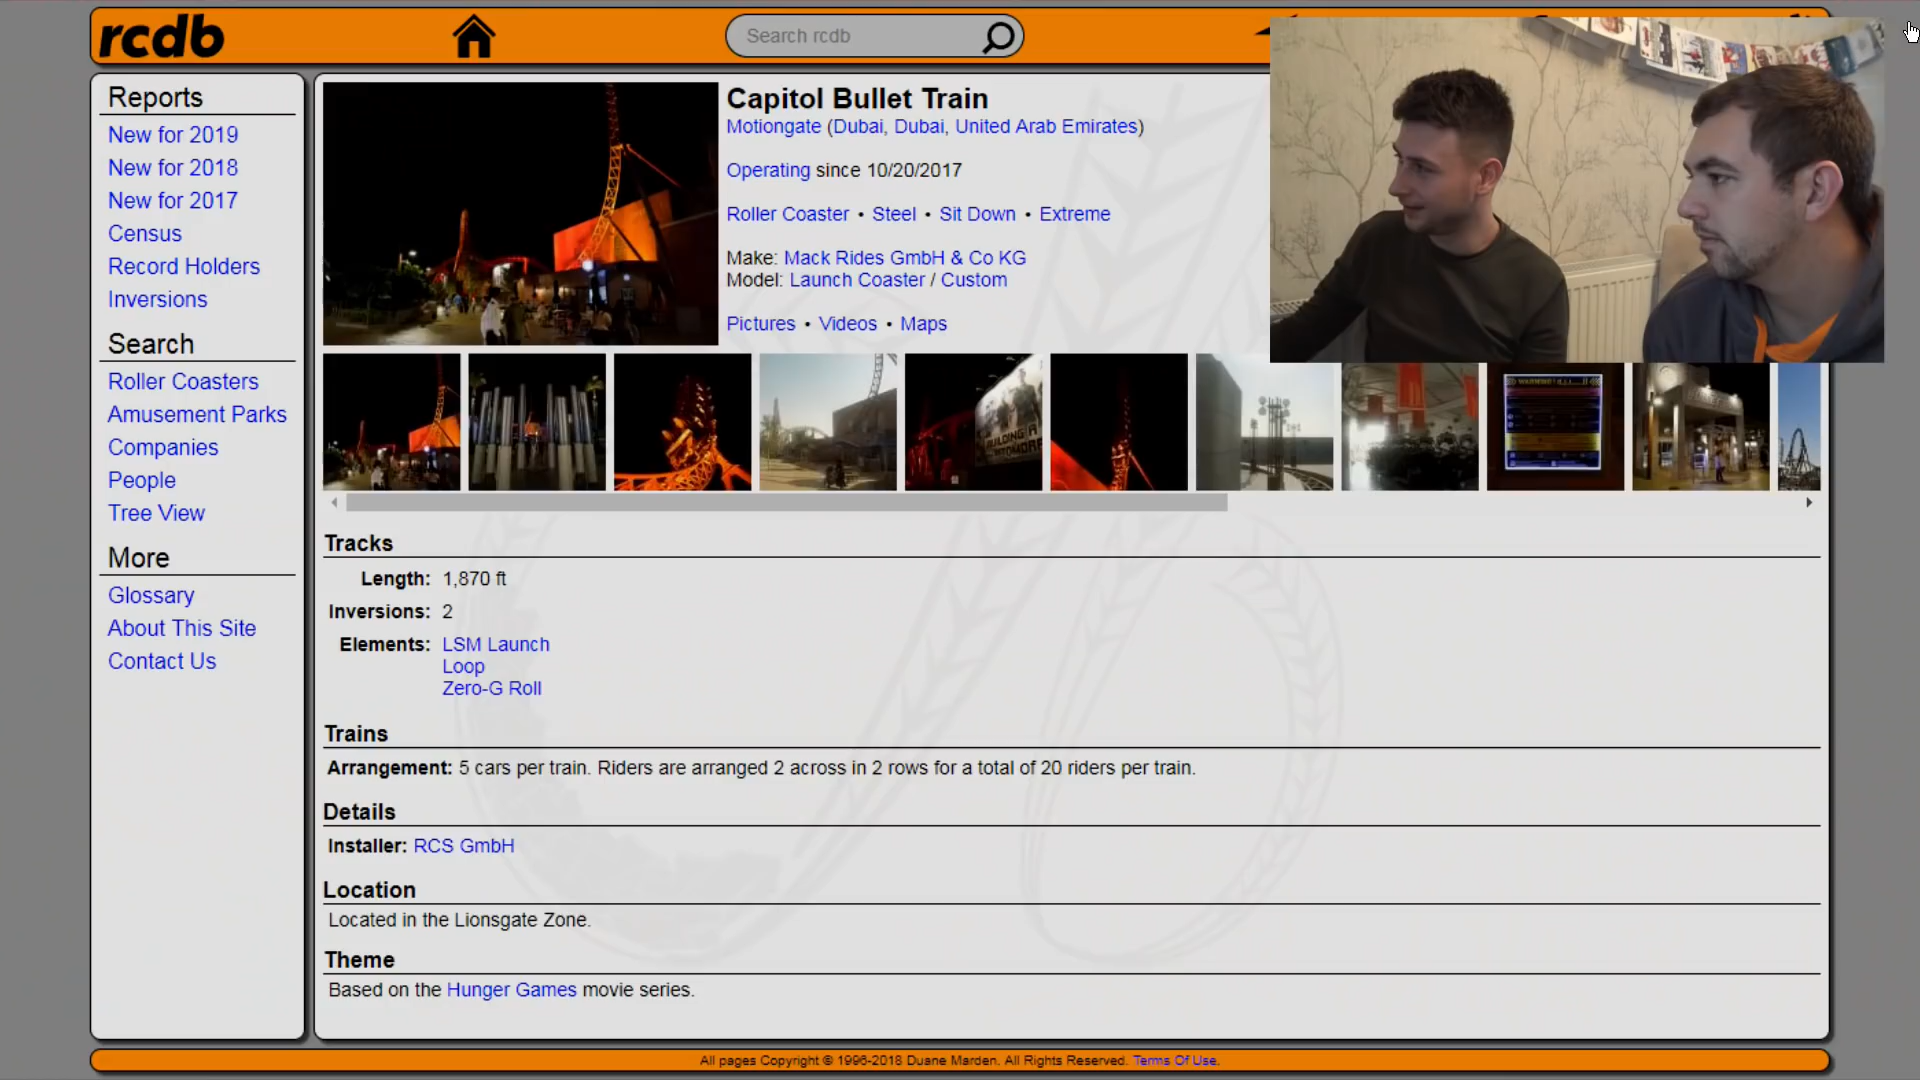 rcdb
Search rcdb
Reports
New for 2019
New for 2018
New for 2017
Census
Record Holders
Inversions
Search
Roller Coasters
Amusement Parks
Companies
People
Tree View
More
Glossary
About This Site
Contact Us
Capitol Bullet Train
Motiongate (Dubai, Dubai, United Arab Emirates)
Operating since 10/20/2017
Roller Coaster • Steel • Sit Down • Extreme
Make: Mack Rides GmbH & Co KG
Model: Launch Coaster / Custom
Pictures • Videos • Maps
Tracks
Length: 1,870 ft
Inversions: 2
Elements: LSM Launch
Loop
Zero-G Roll
Trains
Arrangement: 5 cars per train. Riders are arranged 2 across in 2 rows for a total of 20 riders per train.
Details
Installer: RCS GmbH
Location
Located in the Lionsgate Zone.
Theme
Based on the Hunger Games movie series.
All pages Copyright © 1996-2018 Duane Marden. All Rights Reserved. Terms Of Use.